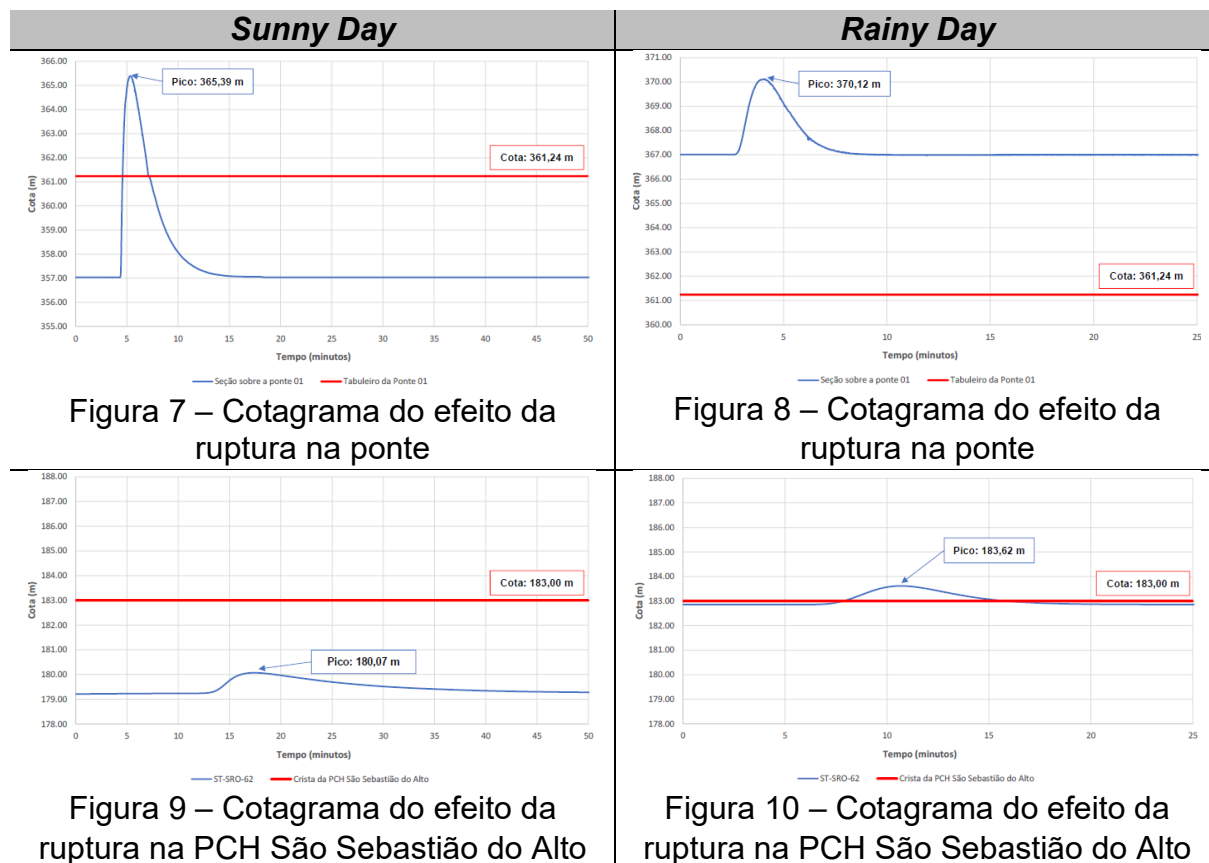 Sunny Day
Rainy Day
366.00
365.00
364.00
363.00
362.00
361.00
360.00
359.00
358.00
357.00
356.00
355.00
Cota (m)
Pico: 365,39 m
Cota: 361,24 m
0 5 10 15 20 25 30 35 40 45 50
Tempo (minutos)
Seção sobre a ponte 01 Tabuleiro da Ponte 01
Figura 7 – Cotagrama do efeito da
ruptura na ponte
371.00
370.00
369.00
368.00
367.00
366.00
365.00
364.00
363.00
362.00
361.00
360.00
Cota (m)
Pico: 370,12 m
Cota: 361,24 m
0 5 10 15 20 25
Tempo (minutos)
Seção sobre a ponte 01 Tabuleiro da Ponte 01
Figura 8 – Cotagrama do efeito da
ruptura na ponte
188.00
187.00
186.00
185.00
184.00
183.00
182.00
181.00
180.00
179.00
178.00
Cota (m)
Cota: 183,00 m
Pico: 180,07 m
0 5 10 15 20 25 30 35 40 45 50
Tempo (minutos)
ST-SRO-62 Crista da PCH São Sebastião do Alto
Figura 9 – Cotagrama do efeito da
ruptura na PCH São Sebastião do Alto
188.00
187.00
186.00
185.00
184.00
183.00
182.00
181.00
180.00
179.00
178.00
Cota (m)
Pico: 183,62 m
Cota: 183,00 m
0 5 10 15 20 25
Tempo (minutos)
ST-SRO-62 Crista da PCH São Sebastião do Alto
Figura 10 – Cotagrama do efeito da
ruptura na PCH São Sebastião do Alto